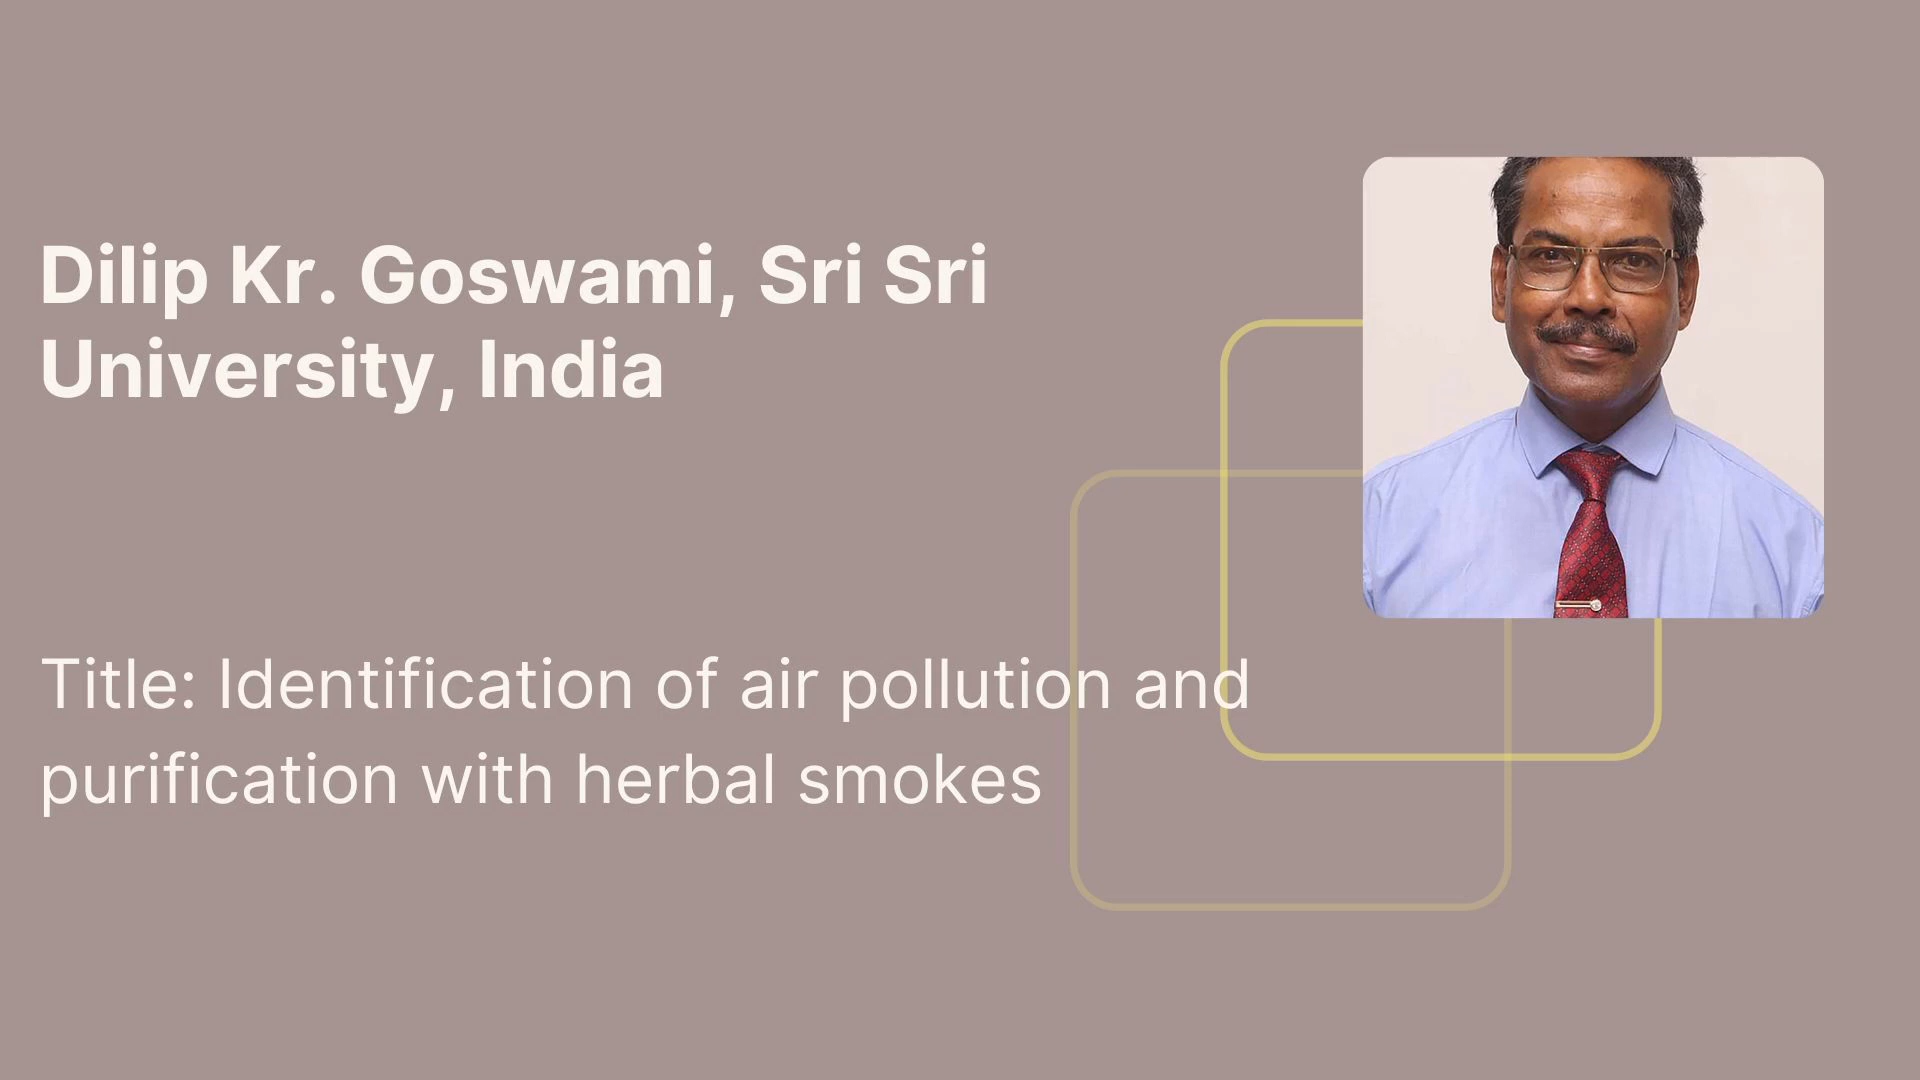 Dilip Kr. Goswami, Sri Sri
University, India
Title: Identification of air pollution and
purification with herbal smokes